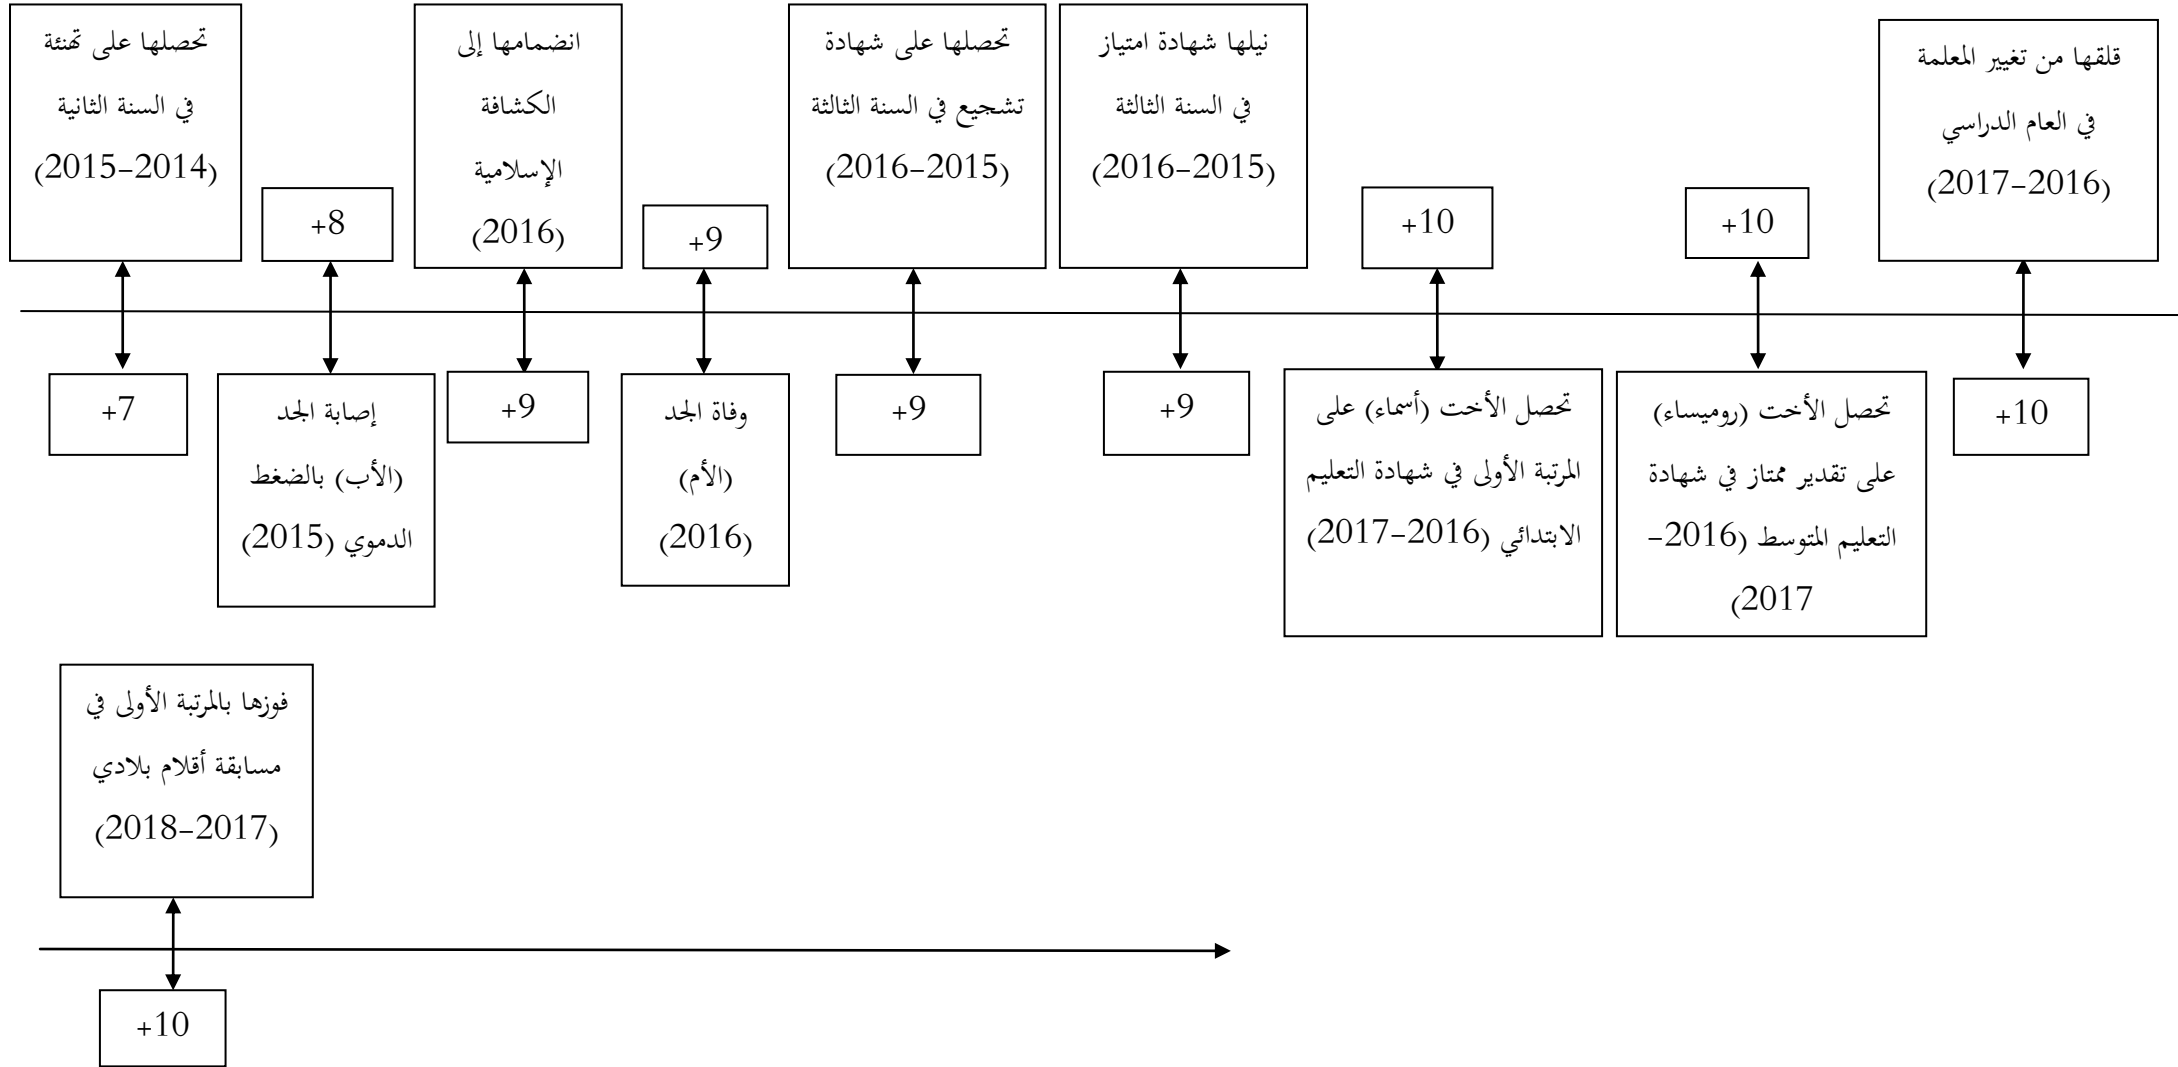 تحصلها على تهنئة
في السنة الثانية
(2014-2015)
+7
+8
إصابة الجد
(الأب) بالضغط
الدموي (2015)
انضمامها إلى
الكشافة
الإسلامية
(2016)
+9
+9
وفاة الجد
(الأم)
(2016)
تحصلها على شهادة
تشجيع في السنة الثالثة
(2015-2016)
+9
نيلها شهادة امتياز
في السنة الثالثة
(2015-2016)
+9
+10
تحصل الأخت (أسماء) على
المرتبة الأولى في شهادة التعليم
الابتدائي (2016-2017)
+10
تحصل الأخت (روميساء)
على تقدير ممتاز في شهادة
التعليم المتوسط (2016-
2017)
قلقها من تغيير المعلمة
في العام الدراسي
(2016-2017)
+10
فوزها بالمرتبة الأولى في
مسابقة أقلام بلادي
(2017-2018)
+10